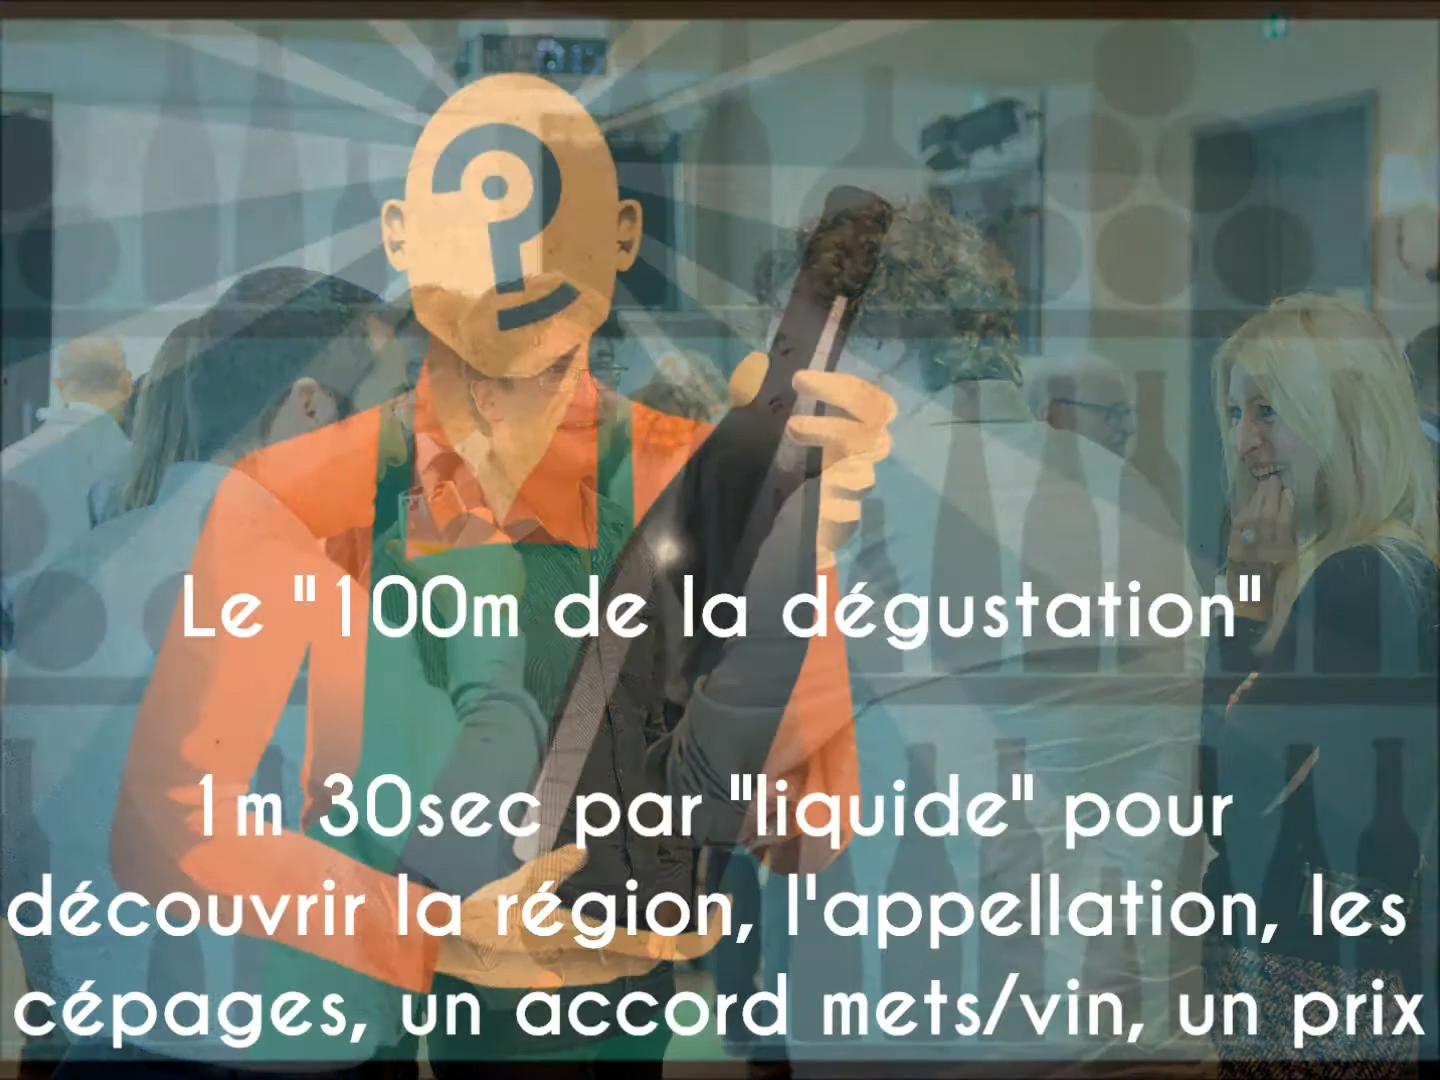 Le "100m de la dégustation"
1m 30sec par "liquide" pour
découvrir la région, l'appellation, les
cépages, un accord mets/vin, un prix